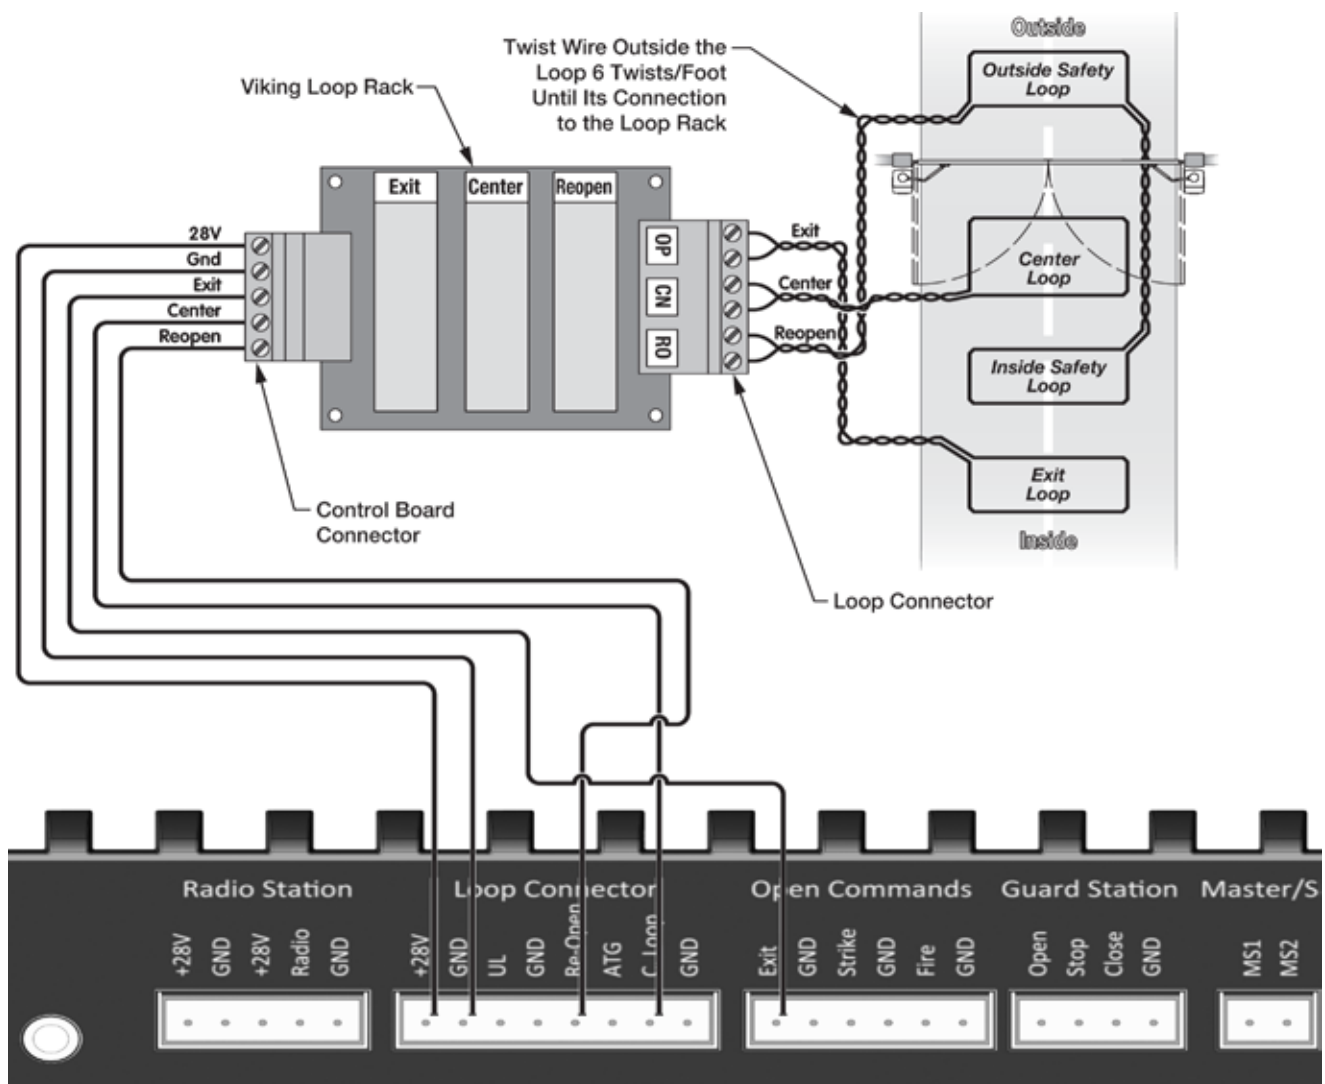 Outside
Twist Wire Outside the
Loop 6 Twists/Foot
Until Its Connection
to the Loop Rack
Outside Safety
Loop
Viking Loop Rack
Exit
Center
Reopen
28V
Gnd
Exit
Center
Reopen
OP
CN
RO
Exit
Center
Reopen
Center
Loop
Inside Safety
Loop
Exit
Loop
Inside
Control Board
Connector
Loop Connector
Radio Station
Loop Connector
Open Commands
Guard Station
Master/S
+28V
GND
+28V
Radio
GND
+28V
GND
UL
GND
Re-Open
ATG
C Loop
GND
Exit
GND
Strike
GND
Fire
GND
Open
Stop
Close
GND
MS1
MS2